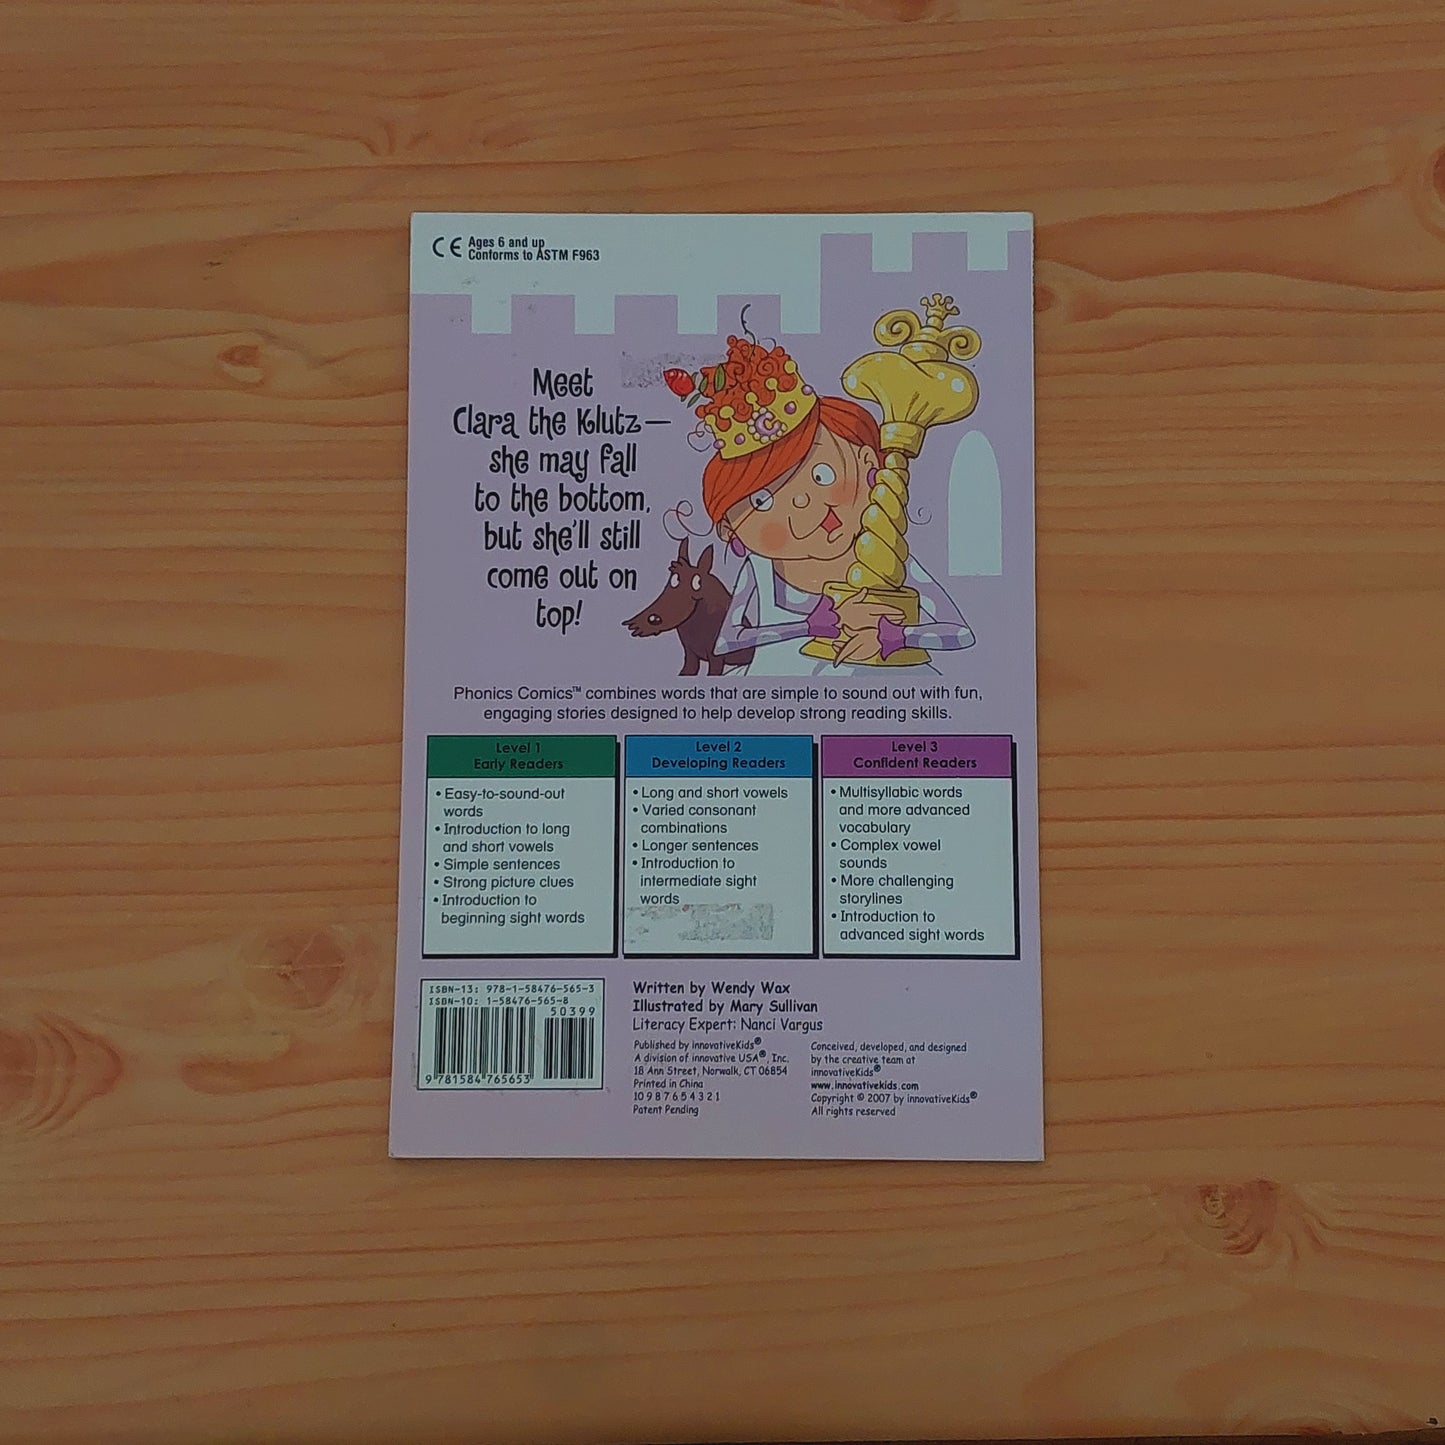 CE Ages 6 and up
Conforms to ASTM F963
Meet
Clara the Klutz—
she may fall
to the bottom,
but she'll still
come out on
top!
Phonics Comics™ combines words that are simple to sound out with fun,
engaging stories designed to help develop strong reading skills.
Level 1
Early Readers
• Easy-to-sound-out
words
• Introduction to long
and short vowels
• Simple sentences
• Strong picture clues
• Introduction to
beginning sight words
Level 2
Developing Readers
• Long and short vowels
• Varied consonant
combinations
• Longer sentences
• Introduction to
intermediate sight
words
Level 3
Confident Readers
• Multisyllabic words
and more advanced
vocabulary
• Complex vowel
sounds
• More challenging
storylines
• Introduction to
advanced sight words
ISBN-13: 978-1-58476-565-3
ISBN-10: 1-58476-565-8
50399
9 781584 765653
Written by Wendy Wax
Illustrated by Mary Sullivan
Literacy Expert: Nanci Vargus
Published by innovativeKids®
A division of innovative USA®, Inc.
18 Ann Street, Norwalk, CT 06854
Printed in China
10 9 8 7 6 5 4 3 2 1
Patent Pending
Conceived, developed, and designed
by the creative team at
innovativeKids®
www.innovativekids.com
Copyright © 2007 by innovativeKids®
All rights reserved